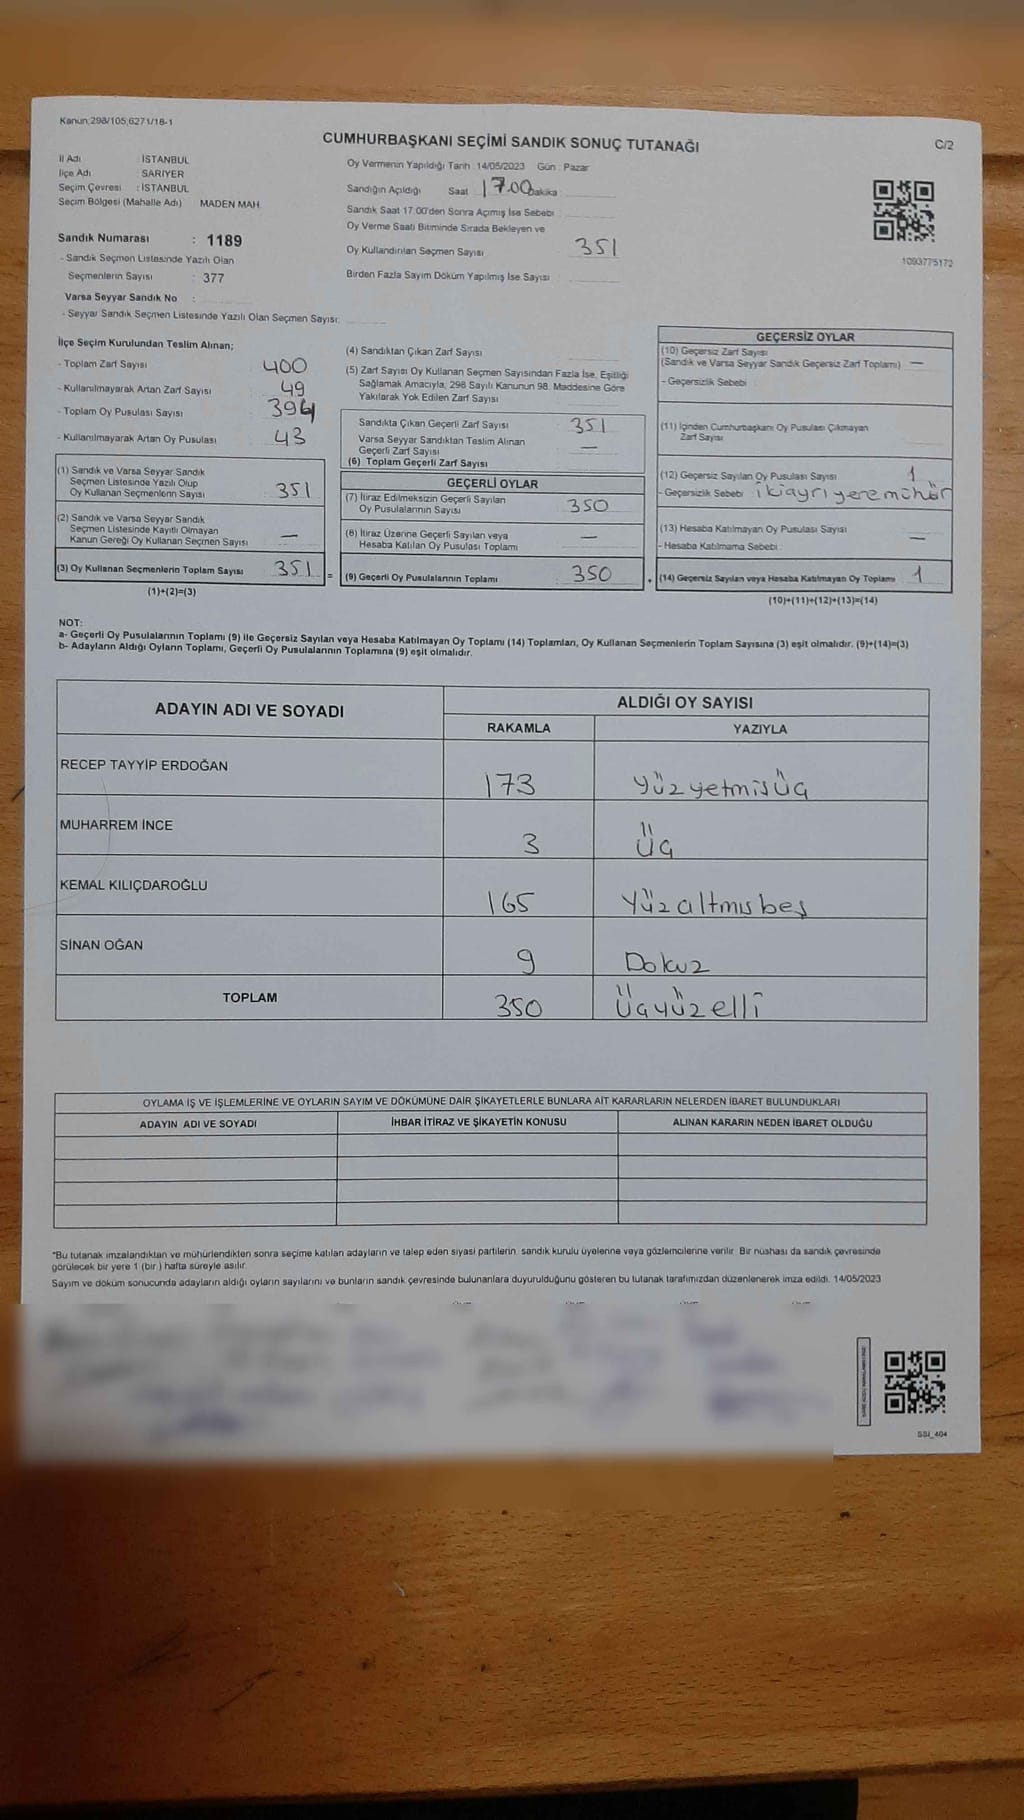 Kanun;298/105,6271/18-1
CUMHURBAŞKANI SEÇİMİ SANDIK SONUÇ TUTANAĞI
C/2
İl Adı : İSTANBUL
İlçe Adı : SARIYER
Seçim Çevresi : İSTANBUL
Seçim Bölgesi (Mahalle Adı) MADEN MAH.
Sandık Numarası : 1189
- Sandık Seçmen Listesinde Yazılı Olan
Seçmenlerin Sayısı : 377
Varsa Seyyar Sandık No :
- Seyyar Sandık Seçmen Listesinde Yazılı Olan Seçmen Sayısı:
Oy Vermenin Yapıldığı Tarih :14/05/2023 Gün : Pazar
Sandığın Açıldığı Saat 17.00 Dakika
Sandık Saat 17:00'den Sonra Açımış İse Sebebi
Oy Verme Saati Bitiminde Sırada Bekleyen ve
Oy Kullandırılan Seçmen Sayısı 351
Birden Fazla Sayım Döküm Yapılmış İse Sayısı
1093775172
İlçe Seçim Kurulundan Teslim Alınan;
- Toplam Zarf Sayısı 400
- Kullanılmayarak Artan Zarf Sayısı 49
- Toplam Oy Pusulası Sayısı 394
- Kullanılmayarak Artan Oy Pusulası 43
(1) Sandık ve Varsa Seyyar Sandık
Seçmen Listesinde Yazılı Olup
Oy Kullanan Seçmenlerin Sayısı 351
(2) Sandık ve Varsa Seyyar Sandık
Seçmen Listesinde Kayıtlı Olmayan
Kanun Gereği Oy Kullanan Seçmen Sayısı —
(3) Oy Kullanan Seçmenlerin Toplam Sayısı 351 =
(1)+(2)=(3)
(4) Sandıktan Çıkan Zarf Sayısı
(5) Zarf Sayısı Oy Kullanan Seçmen Sayısından Fazla İse, Eşitliği
Sağlamak Amacıyla, 298 Sayılı Kanunun 98. Maddesine Göre
Yakılarak Yok Edilen Zarf Sayısı
Sandıkta Çıkan Geçerli Zarf Sayısı 351
Varsa Seyyar Sandıktan Teslim Alınan
Geçerli Zarf Sayısı —
(6) Toplam Geçerli Zarf Sayısı
GEÇERLİ OYLAR
(7) İtiraz Edilmeksizin Geçerli Sayılan
Oy Pusulalarının Sayısı 350
(8) İtiraz Üzerine Geçerli Sayılan veya
Hesaba Katılan Oy Pusulası Toplamı —
(9) Geçerli Oy Pusulalarının Toplamı 350 +
GEÇERSİZ OYLAR
(10) Geçersiz Zarf Sayısı
(Sandık ve Varsa Seyyar Sandık Geçersiz Zarf Toplamı) —
- Geçersizlik Sebebi
(11) İçinden Cumhurbaşkanı Oy Pusulası Çıkmayan
Zarf Sayısı
(12) Geçersiz Sayılan Oy Pusulası Sayısı 1
- Geçersizlik Sebebi ikiayrıyeremühür
(13) Hesaba Katılmayan Oy Pusulası Sayısı —
- Hesaba Katılmama Sebebi
(14) Geçersiz Sayılan veya Hesaba Katılmayan Oy Toplamı 1
(10)+(11)+(12)+(13)=(14)
NOT:
a- Geçerli Oy Pusulalarının Toplamı (9) ile Geçersiz Sayılan veya Hesaba Katılmayan Oy Toplamı (14) Toplamları, Oy Kullanan Seçmenlerin Toplam Sayısına (3) eşit olmalıdır. (9)+(14)=(3)
b- Adayların Aldığı Oyların Toplamı, Geçerli Oy Pusulalarının Toplamına (9) eşit olmalıdır.
ADAYIN ADI VE SOYADI ALDIĞI OY SAYISI
RAKAMLA YAZIYLA
RECEP TAYYİP ERDOĞAN 173 yüzyetmisüç
MUHARREM İNCE 3 üç
KEMAL KILIÇDAROĞLU 165 yüzaltmışbeş
SİNAN OĞAN 9 Dokuz
TOPLAM 350 üçyüzelli
OYLAMA İŞ VE İŞLEMLERİNE VE OYLARIN SAYIM VE DÖKÜMÜNE DAİR ŞİKAYETLERLE BUNLARA AİT KARARLARIN NELERDEN İBARET BULUNDUKLARI
ADAYIN ADI VE SOYADI İHBAR İTİRAZ VE ŞİKAYETİN KONUSU ALINAN KARARIN NEDEN İBARET OLDUĞU
*Bu tutanak imzalandıktan ve mühürlendikten sonra seçime katılan adayların ve talep eden siyasi partilerin, sandık kurulu üyelerine veya gözlemcilerine verilir. Bir nüshası da sandık çevresinde
görülecek bir yere 1 (bir ) hafta süreyle asılır.
Sayım ve döküm sonucunda adayların aldığı oyların sayılarını ve bunların sandık çevresinde bulunanlara duyurulduğunu gösteren bu tutanak tarafımızdan düzenlenerek imza edildi. 14/05/2023
SSI_404